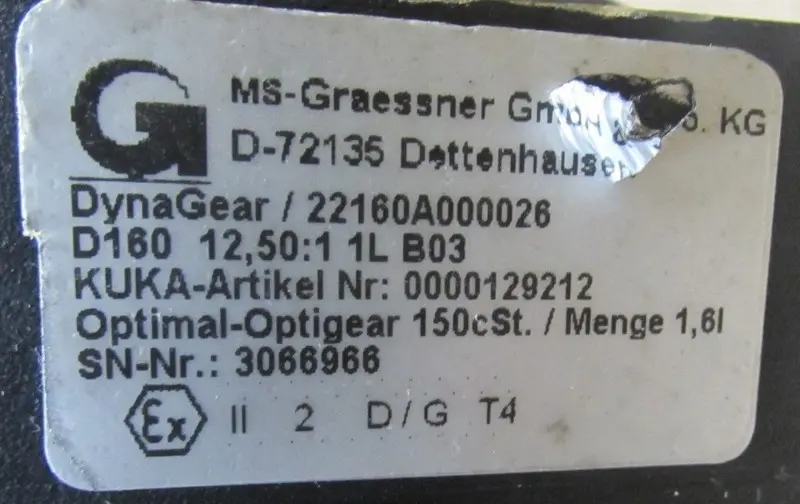 MS-Graessner GmbH & . KG
D-72135 Dettenhausen
DynaGear / 22160A000026
D160 12,50:1 1L B03
KUKA-Artikel Nr: 0000129212
Optimal-Optigear 150cSt. / Menge 1,6l
SN-Nr.: 3066966
Ex II 2 D/G T4